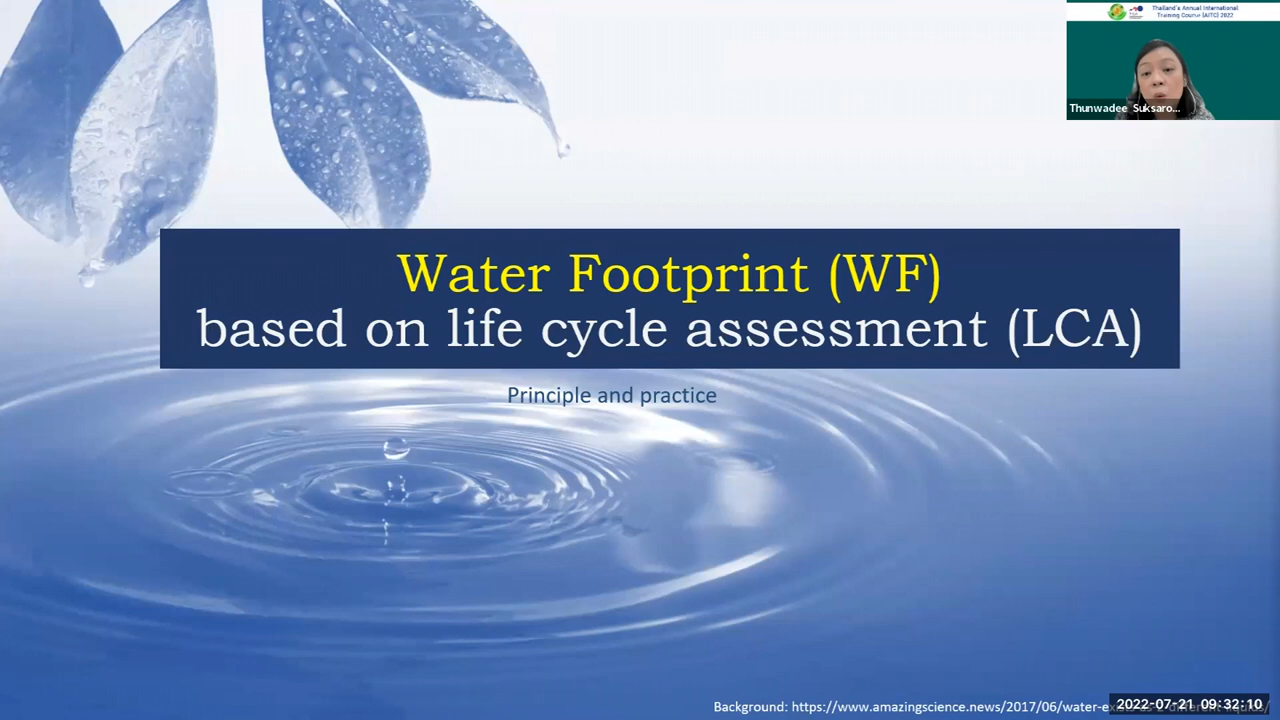 Thailand's Annual International
Training Course (AITC) 2022
Thunwadee Suksaro...
Water Footprint (WF)
based on life cycle assessment (LCA)
Principle and practice
Background: https://www.amazingscience.news/2017/06/water-
2022-07-21 09:32:10